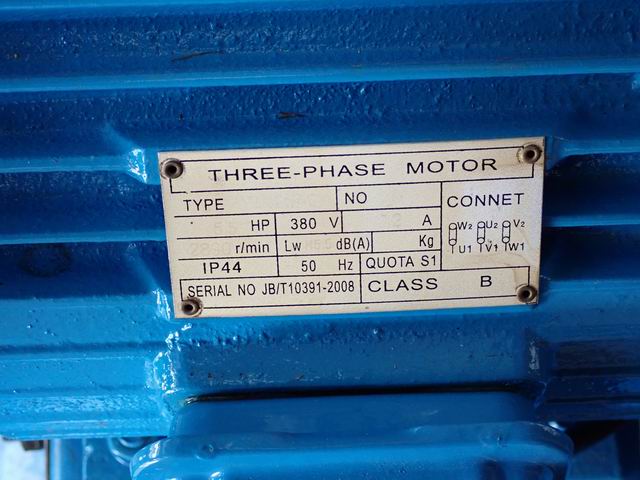 THREE-PHASE MOTOR
TYPE NO CONNET
HP 380 V A
W2 U2 V2
r/min Lw dB(A) Kg
U1 V1 W1
IP44 50 Hz QUOTA S1
SERIAL NO JB/T10391-2008 CLASS B